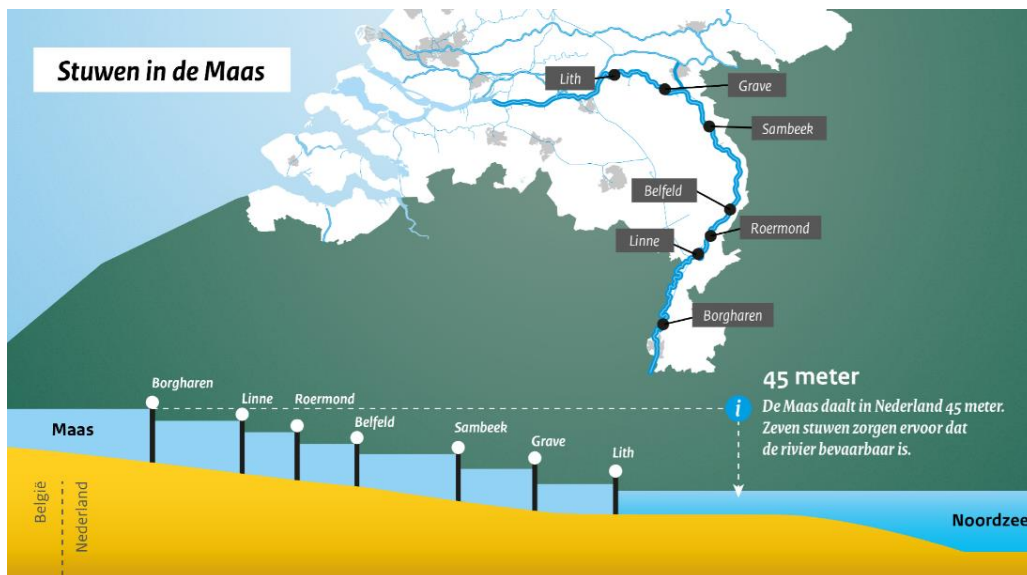 Stuwen in de Maas
Lith
Grave
Sambeek
Belfeld
Roermond
Linne
Borgharen
45 meter
i
De Maas daalt in Nederland 45 meter.
Zeven stuwen zorgen ervoor dat
de rivier bevaarbaar is.
Borgharen
Linne
Roermond
Belfeld
Sambeek
Grave
Lith
Maas
Noordzee
België
Nederland